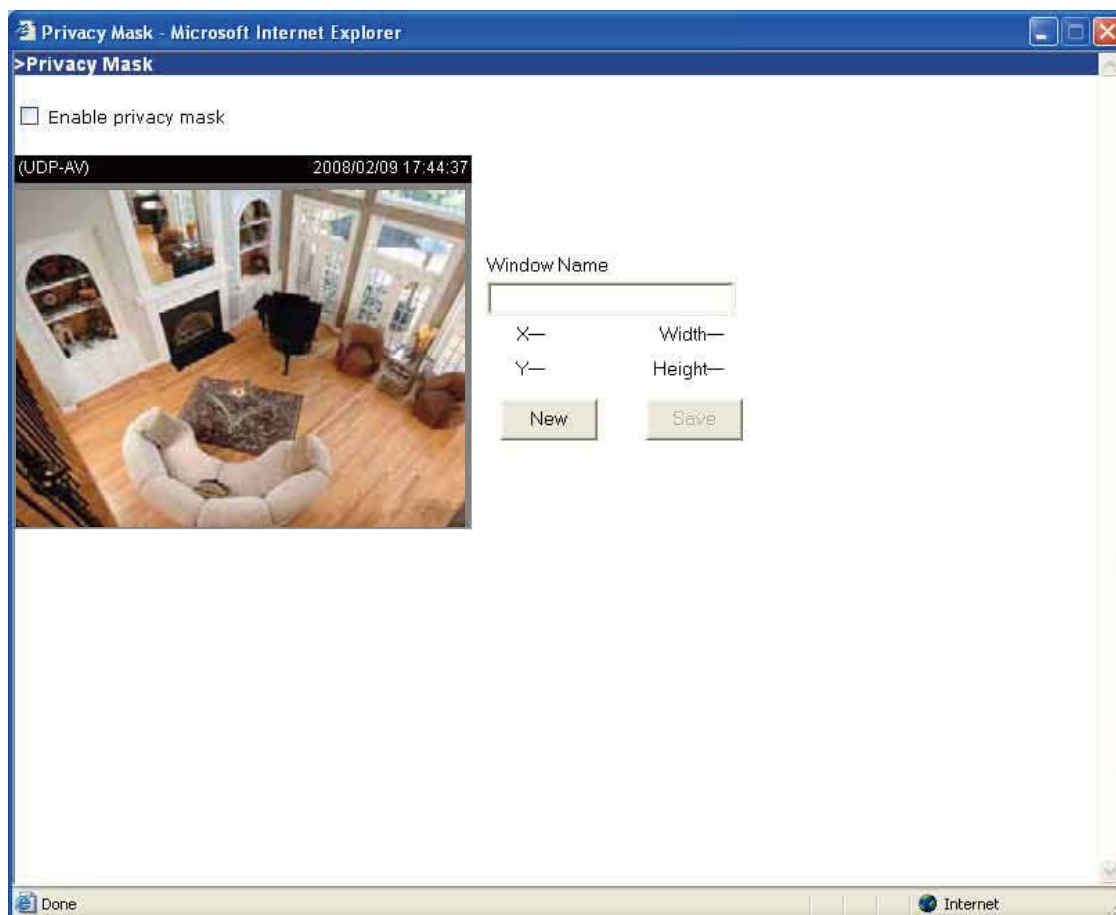 Privacy Mask - Microsoft Internet Explorer
>Privacy Mask
Enable privacy mask
(UDP-AV) 2008/02/09 17:44:37
Window Name
X— Width—
Y— Height—
New Save
Done Internet